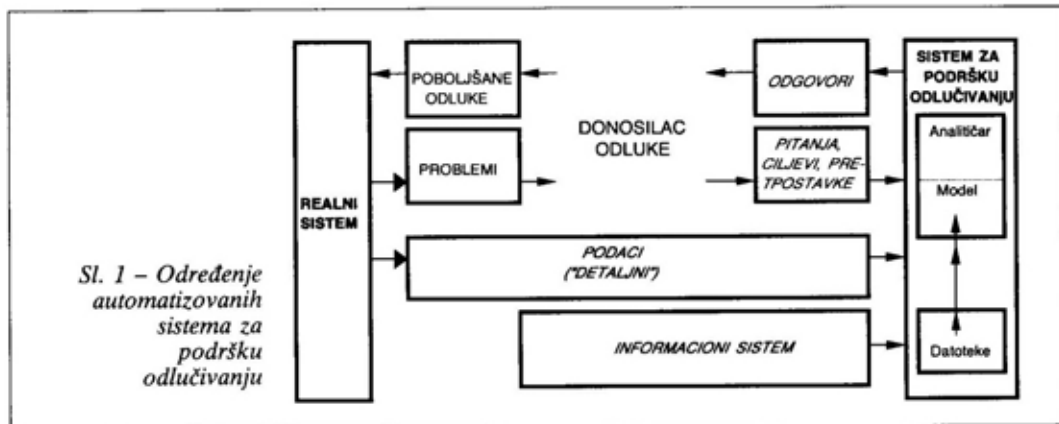 POBOLJŠANE
ODLUKE
ODGOVORI
SISTEM ZA
PODRŠKU
ODLUČIVANJU
DONOSILAC
ODLUKE
PROBLEMI
PITANJA,
CILJEVI, PRE-
TPOSTAVKE
Analitičar
Model
REALNI
SISTEM
PODACI
("DETALJNI")
INFORMACIONI SISTEM
Datoteke
Sl. 1 – Određenje
automatizovanih
sistema za
podršku
odlučivanju